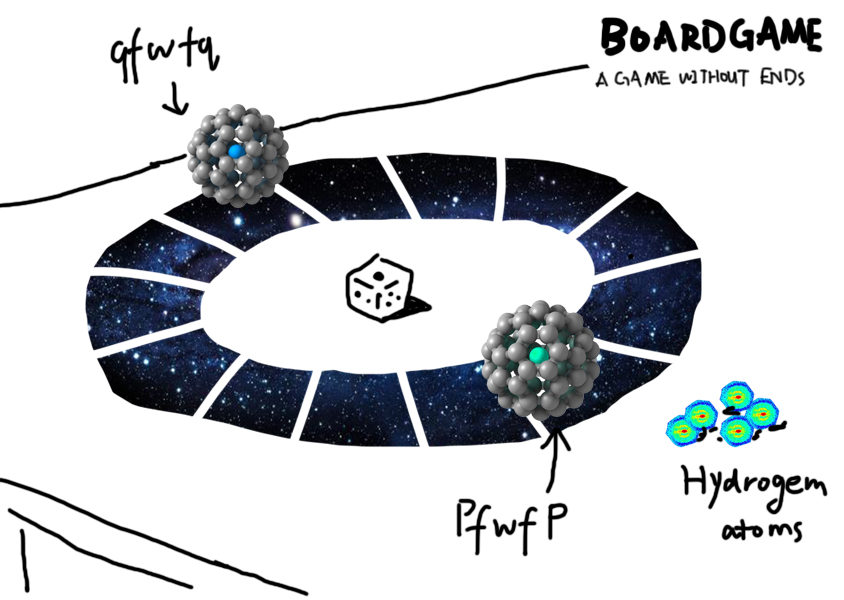 BOARDGAME
A GAME WITHOUT ENDS
qfwfq
PfwfP
Hydrogem
atoms